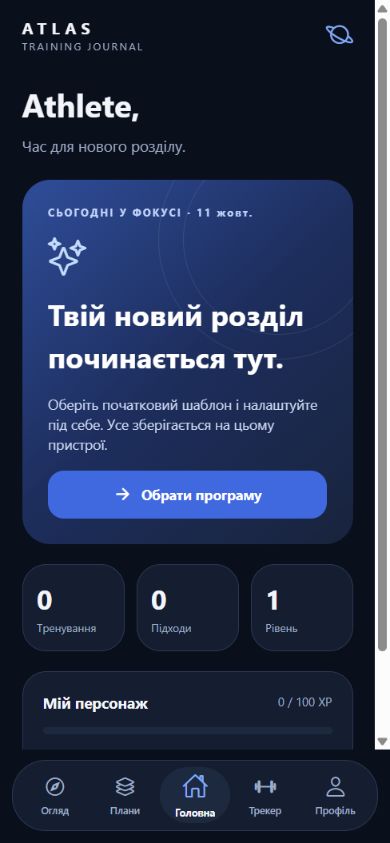 ATLAS
TRAINING JOURNAL
Athlete,
Час для нового розділу.
СЬОГОДНІ У ФОКУСІ · 11 жовт.
Твій новий розділ
починається тут.
Оберіть початковий шаблон і налаштуйте
під себе. Усе зберігається на цьому
пристрої.
Обрати програму
0
Тренування
0
Підходи
1
Рівень
Мій персонаж
0 / 100 XP
Огляд
Плани
Головна
Трекер
Профіль